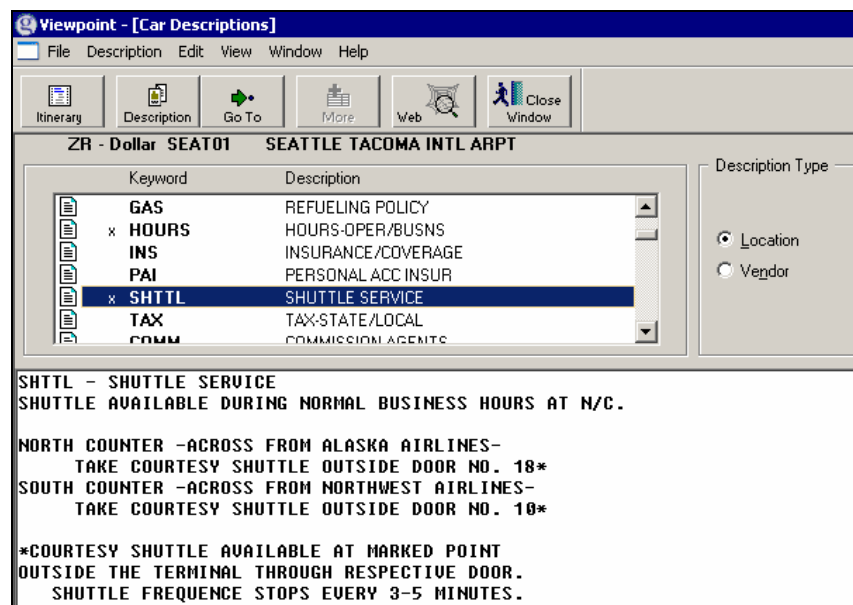 Viewpoint - [Car Descriptions]
File Description Edit View Window Help
Itinerary Description Go To More Web Close Window
ZR - Dollar SEAT01 SEATTLE TACOMA INTL ARPT
Description Type
Keyword Description
GAS REFUELING POLICY
x HOURS HOURS-OPER/BUSNS
INS INSURANCE/COVERAGE
PAI PERSONAL ACC INSUR
x SHTTL SHUTTLE SERVICE
TAX TAX-STATE/LOCAL
COMM COMMISSION AGENTS
Location
Vendor
SHTTL - SHUTTLE SERVICE
SHUTTLE AVAILABLE DURING NORMAL BUSINESS HOURS AT N/C.
NORTH COUNTER -ACROSS FROM ALASKA AIRLINES-
TAKE COURTESY SHUTTLE OUTSIDE DOOR NO. 18*
SOUTH COUNTER -ACROSS FROM NORTHWEST AIRLINES-
TAKE COURTESY SHUTTLE OUTSIDE DOOR NO. 10*
*COURTESY SHUTTLE AVAILABLE AT MARKED POINT
OUTSIDE THE TERMINAL THROUGH RESPECTIVE DOOR.
SHUTTLE FREQUENCE STOPS EVERY 3-5 MINUTES.